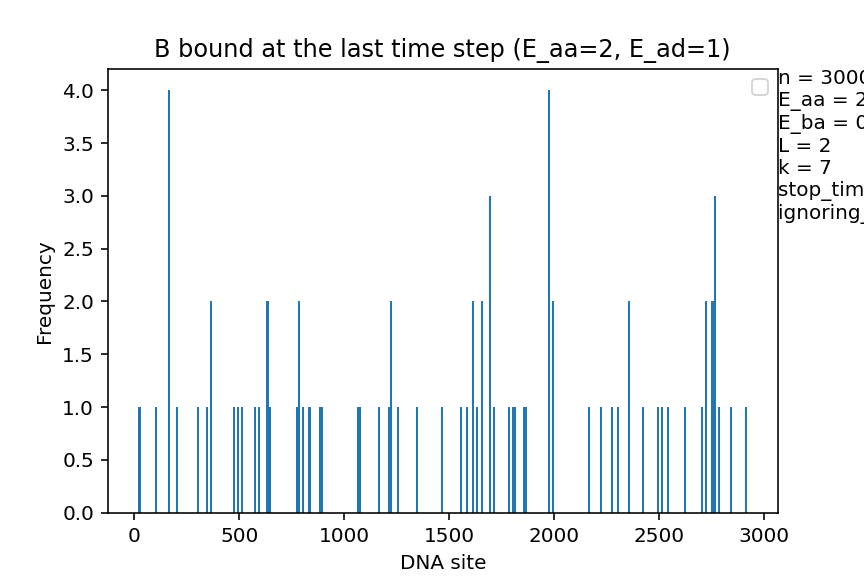 B bound at the last time step (E_aa=2, E_ad=1)
n = 3000
E_aa = 2
E_ba = 0
L = 2
k = 7
stop_tim
ignoring_
Frequency
4.0
3.5
3.0
2.5
2.0
1.5
1.0
0.5
0.0
0 500 1000 1500 2000 2500 3000
DNA site